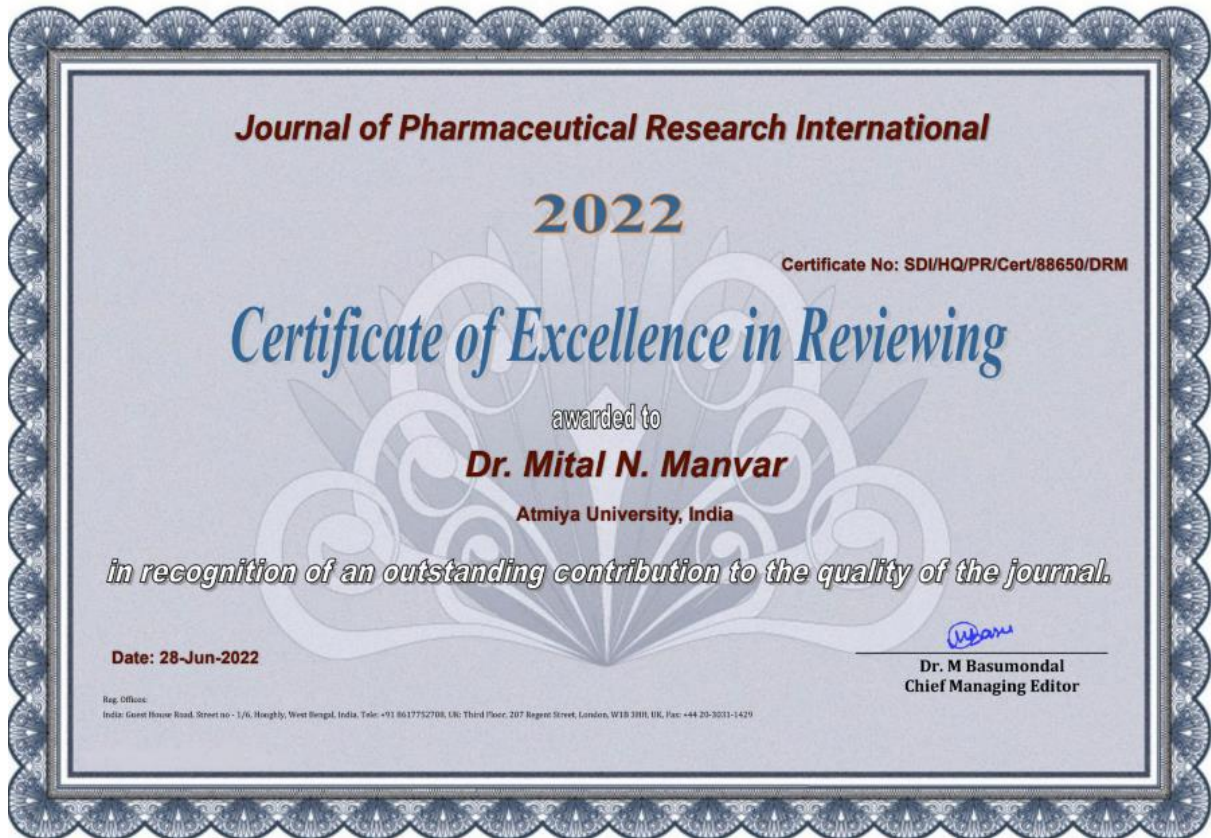 Journal of Pharmaceutical Research International
2022
Certificate No: SDI/HQ/PR/Cert/88650/DRM
Certificate of Excellence in Reviewing
awarded to
Dr. Mital N. Manvar
Atmiya University, India
in recognition of an outstanding contribution to the quality of the journal.
MBasu
Date: 28-Jun-2022
Dr. M Basumondal
Chief Managing Editor
Reg. Offices:
India: Guest House Road, Street no - 1/6, Hooghly, West Bengal, India, Tele: +91 8617752708, UK: Third Floor, 207 Regent Street, London, W1B 3HH, UK, Fax: +44 20-3031-1429